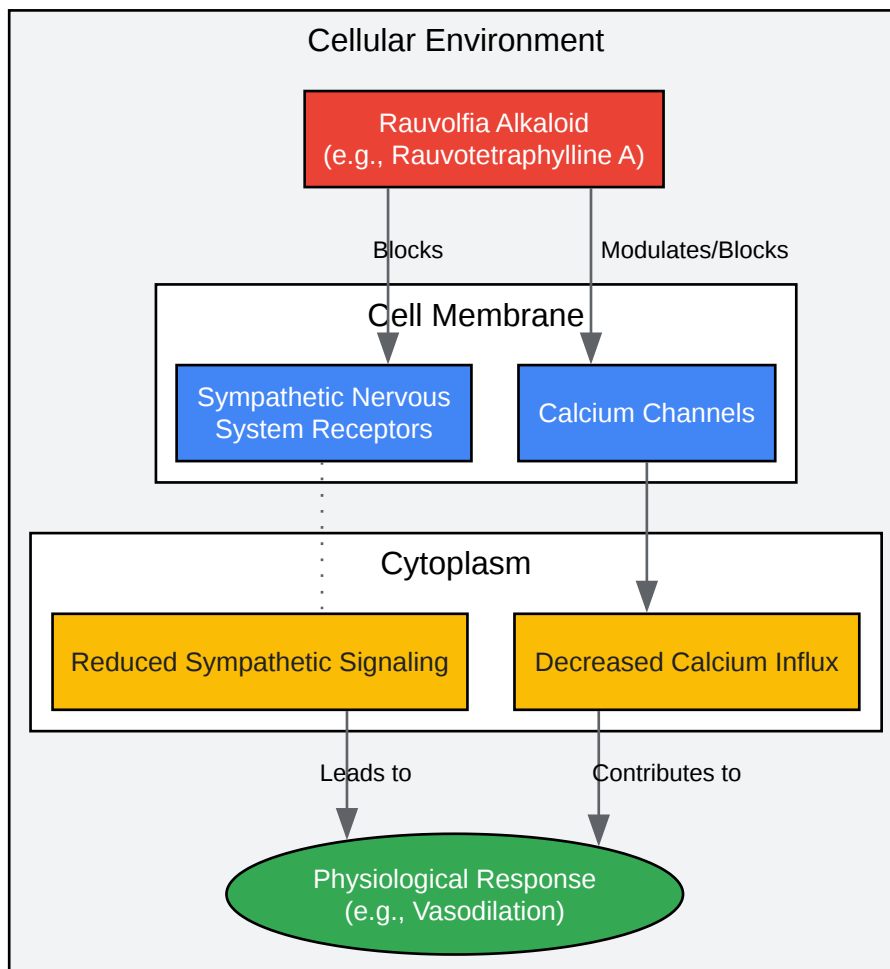 Cellular Environment
Rauvolfia Alkaloid
(e.g., Rauvotetraphylline A)
Blocks
Modulates/Blocks
Cell Membrane
Sympathetic Nervous
System Receptors
Calcium Channels
Cytoplasm
Reduced Sympathetic Signaling
Decreased Calcium Influx
Leads to
Contributes to
Physiological Response
(e.g., Vasodilation)